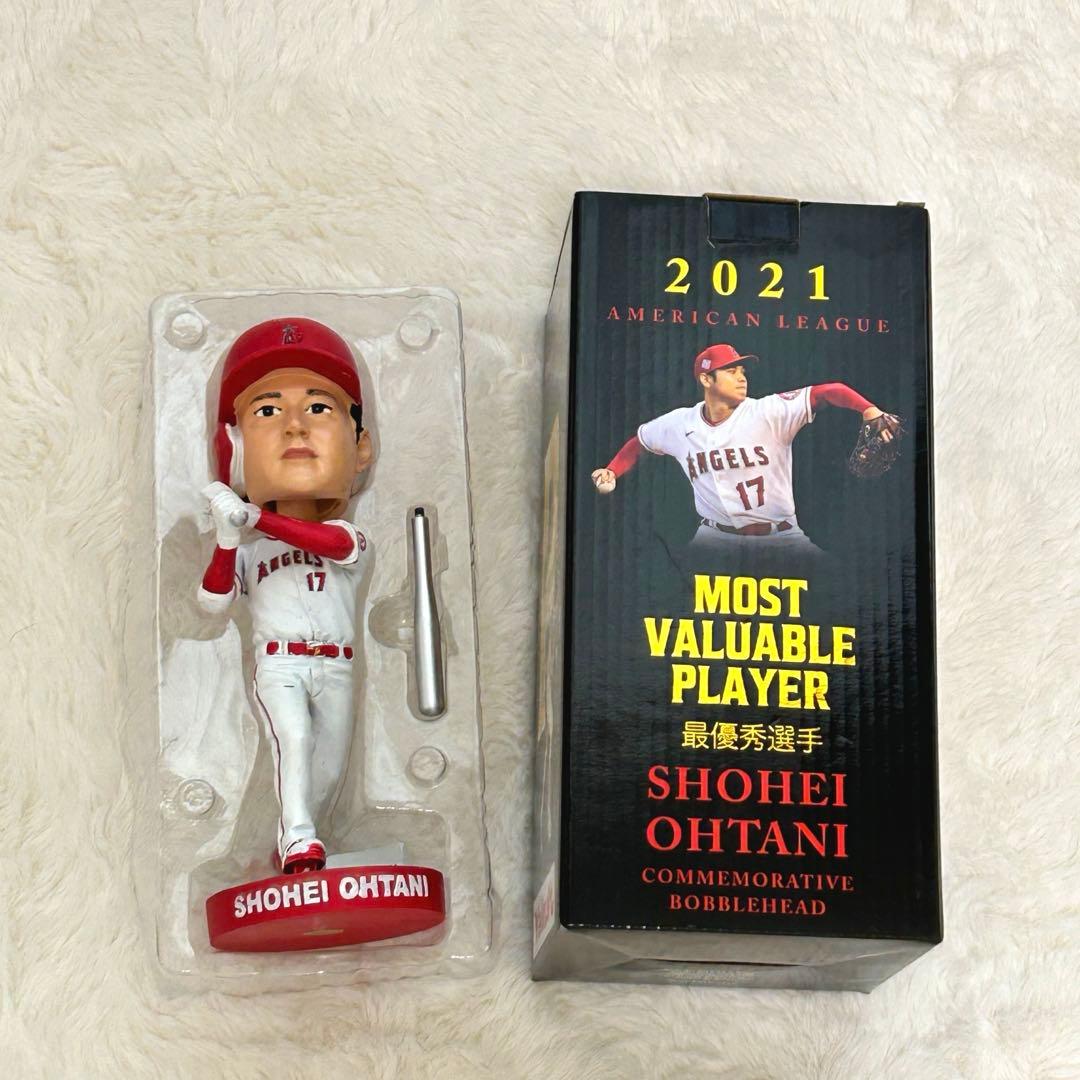 2021
AMERICAN LEAGUE
ANGELS
17
MOST
VALUABLE
PLAYER
最優秀選手
SHOHEI
OHTANI
COMMEMORATIVE
BOBBLEHEAD
ANGELS
17
SHOHEI OHTANI